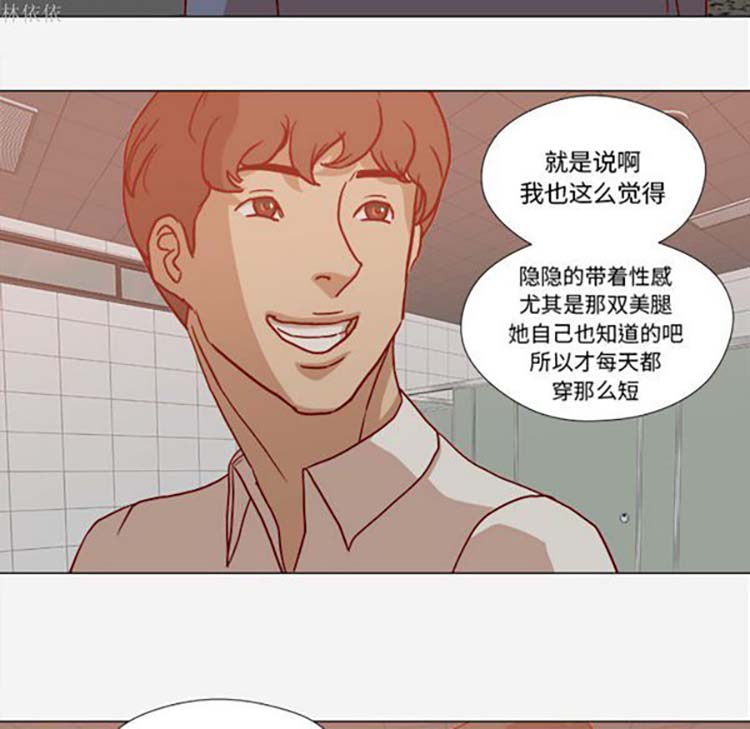 林依依
就是说啊
我也这么觉得
隐隐的带着性感
尤其是那双美腿
她自己也知道的吧
所以才每天都
穿那么短